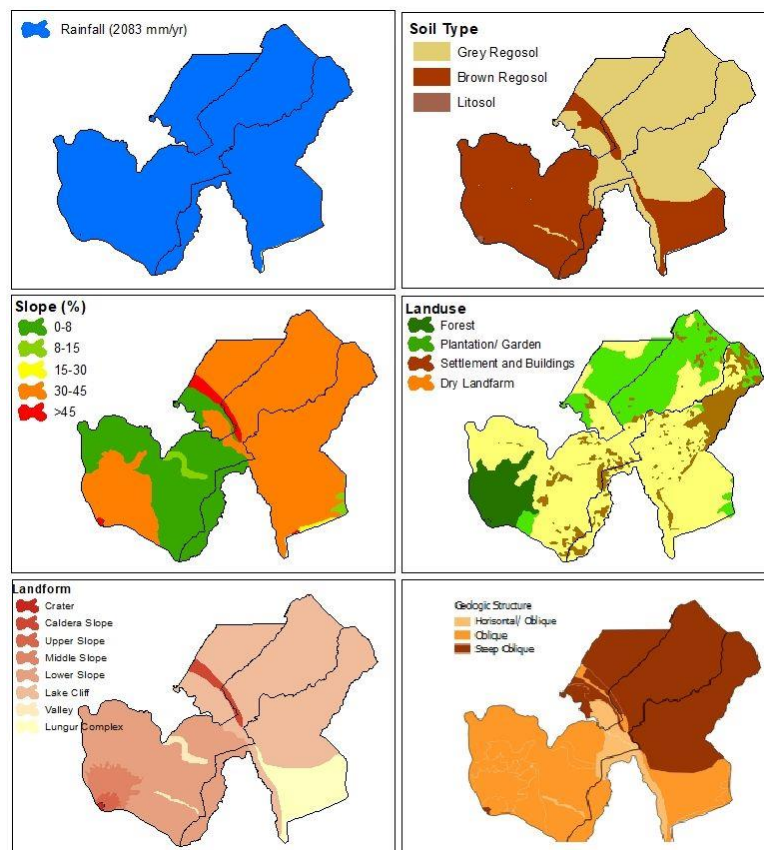 Rainfall (2083 mm/yr)
Soil Type
Grey Regosol
Brown Regosol
Litosol
Slope (%)
0-8
8-15
15-30
30-45
>45
Landuse
Forest
Plantation/ Garden
Settlement and Buildings
Dry Landfarm
Landform
Crater
Caldera Slope
Upper Slope
Middle Slope
Lower Slope
Lake Cliff
Valley
Lungur Complex
Geologic Structure
Horisontal/ Oblique
Oblique
Steep Oblique